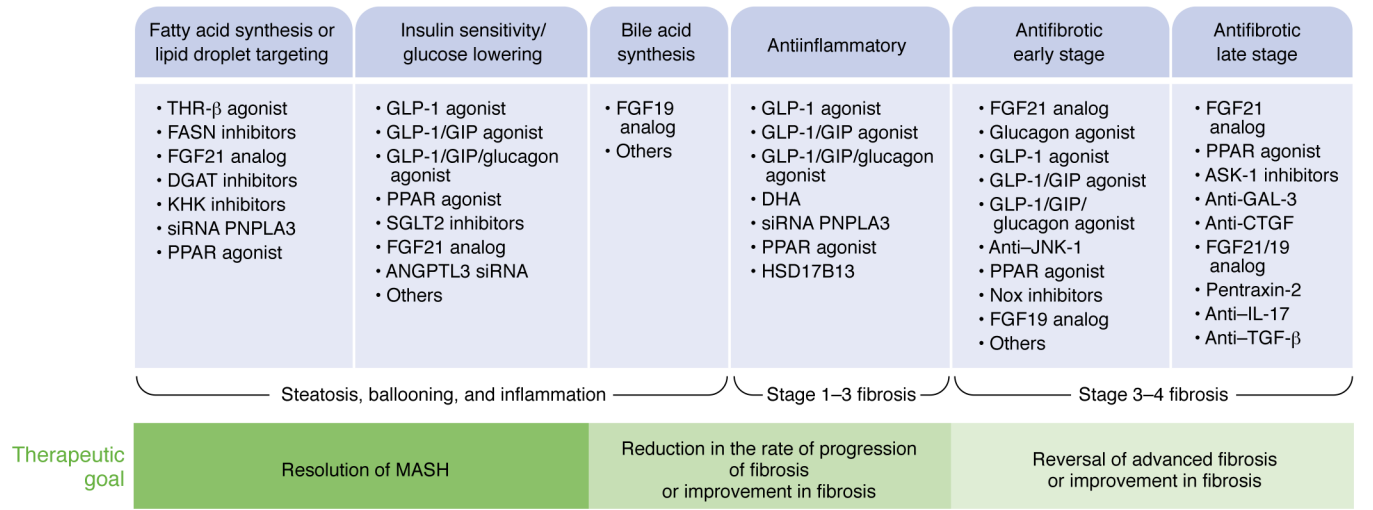 Fatty acid synthesis or
lipid droplet targeting
• THR-β agonist
• FASN inhibitors
• FGF21 analog
• DGAT inhibitors
• KHK inhibitors
• siRNA PNPLA3
• PPAR agonist
Insulin sensitivity/
glucose lowering
• GLP-1 agonist
• GLP-1/GIP agonist
• GLP-1/GIP/glucagon
agonist
• PPAR agonist
• SGLT2 inhibitors
• FGF21 analog
• ANGPTL3 siRNA
• Others
Bile acid
synthesis
• FGF19
analog
• Others
Antiinflammatory
• GLP-1 agonist
• GLP-1/GIP agonist
• GLP-1/GIP/glucagon
agonist
• DHA
• siRNA PNPLA3
• PPAR agonist
• HSD17B13
Antifibrotic
early stage
• FGF21 analog
• Glucagon agonist
• GLP-1 agonist
• GLP-1/GIP agonist
• GLP-1/GIP/
glucagon agonist
• Anti–JNK-1
• PPAR agonist
• Nox inhibitors
• FGF19 analog
• Others
Antifibrotic
late stage
• FGF21
analog
• PPAR agonist
• ASK-1 inhibitors
• Anti-GAL-3
• Anti-CTGF
• FGF21/19
analog
• Pentraxin-2
• Anti–IL-17
• Anti–TGF-β
Steatosis, ballooning, and inflammation
Stage 1–3 fibrosis
Stage 3–4 fibrosis
Therapeutic
goal
Resolution of MASH
Reduction in the rate of progression
of fibrosis
or improvement in fibrosis
Reversal of advanced fibrosis
or improvement in fibrosis